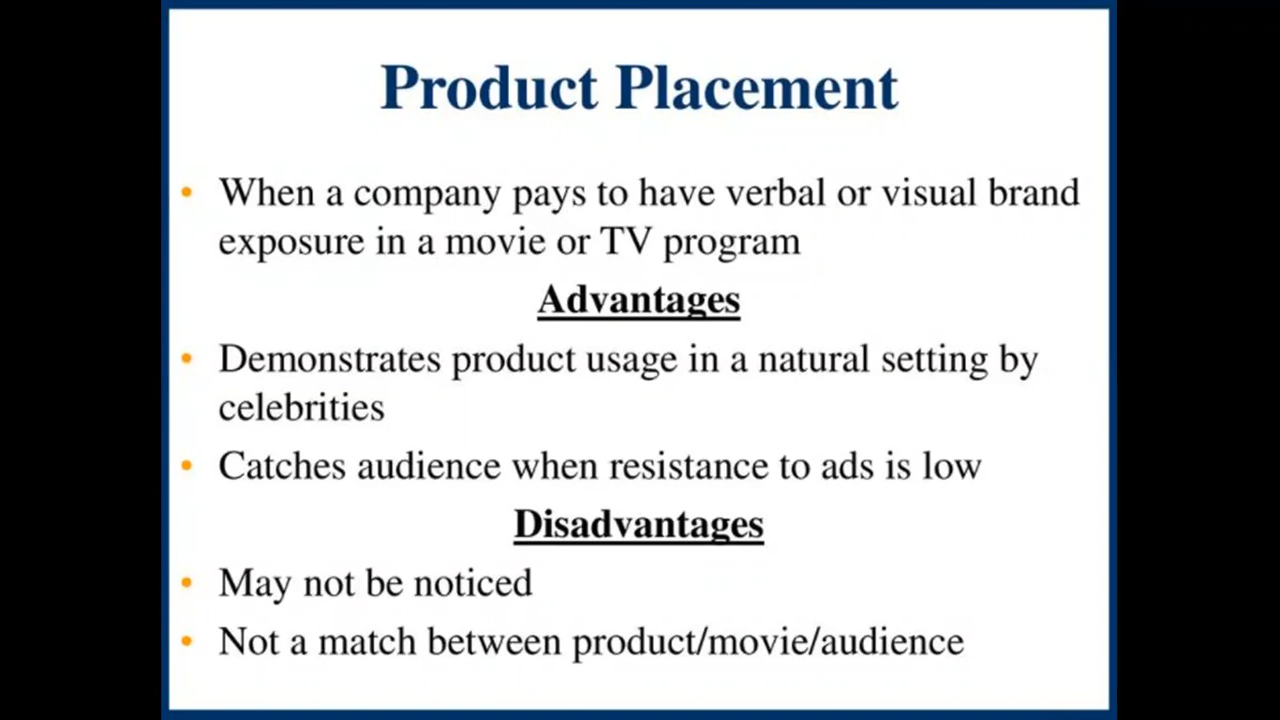 Product Placement
• When a company pays to have verbal or visual brand
exposure in a movie or TV program
Advantages
• Demonstrates product usage in a natural setting by
celebrities
• Catches audience when resistance to ads is low
Disadvantages
• May not be noticed
• Not a match between product/movie/audience